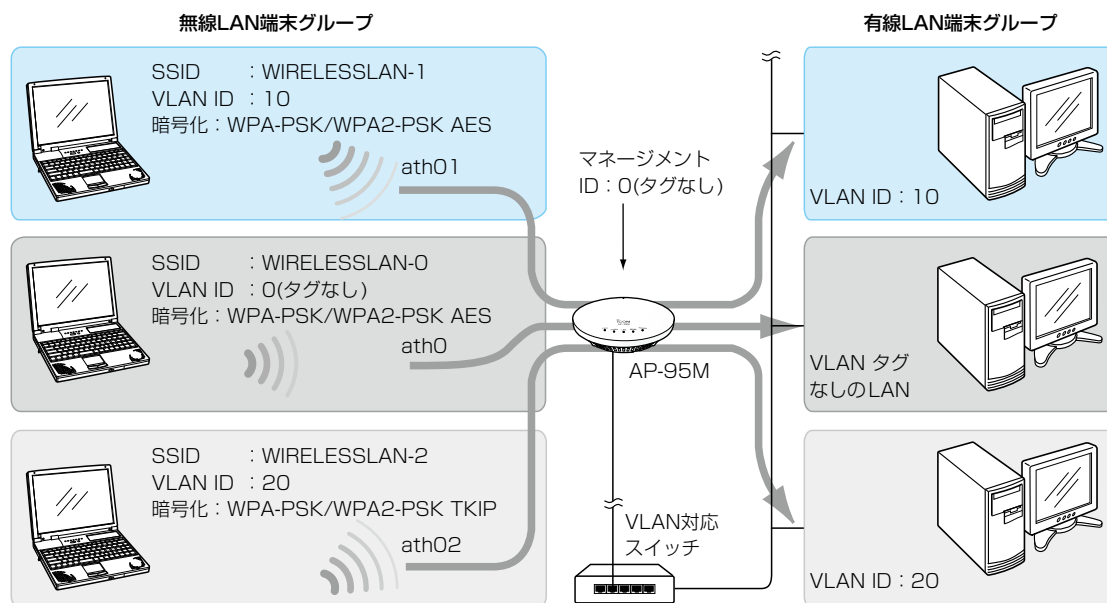 無線LAN端末グループ
有線LAN端末グループ
SSID ：WIRELESSLAN-1
VLAN ID ：10
暗号化：WPA-PSK/WPA2-PSK AES
ath01
マネージメント
ID：0(タグなし)
VLAN ID：10
SSID ：WIRELESSLAN-0
VLAN ID ：0(タグなし)
暗号化：WPA-PSK/WPA2-PSK AES
ath0
AP-95M
VLAN タグ
なしのLAN
SSID ：WIRELESSLAN-2
VLAN ID ：20
暗号化：WPA-PSK/WPA2-PSK TKIP
ath02
VLAN対応
スイッチ
VLAN ID：20